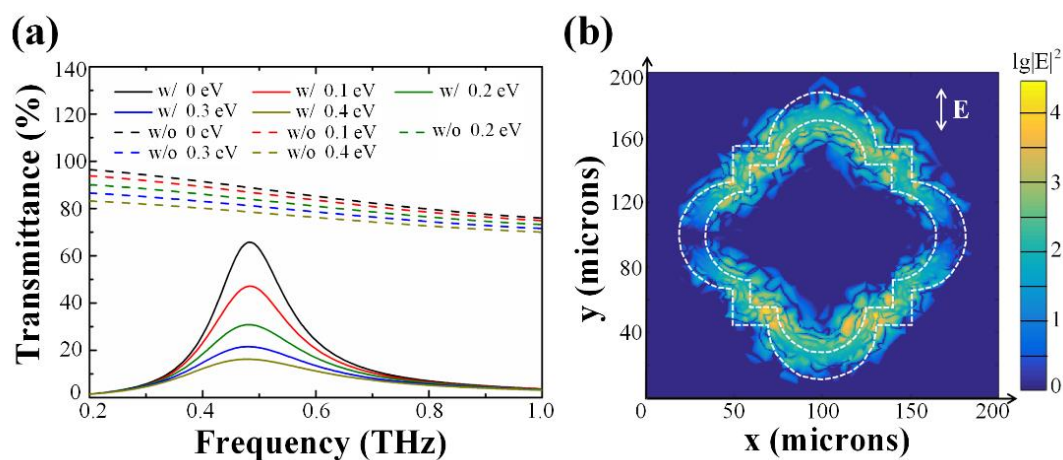 (a)
140
120
100
80
60
40
20
0
Transmittance (%)
w/ 0 eV w/ 0.1 eV w/ 0.2 eV
w/ 0.3 eV w/ 0.4 eV
w/o 0 eV w/o 0.1 eV w/o 0.2 eV
w/o 0.3 eV w/o 0.4 eV
0.2 0.4 0.6 0.8 1.0
Frequency (THz)
(b)
lg|E|²
200
160
120
80
40
y (microns)
E
0 50 100 150 200
x (microns)
4
3
2
1
0